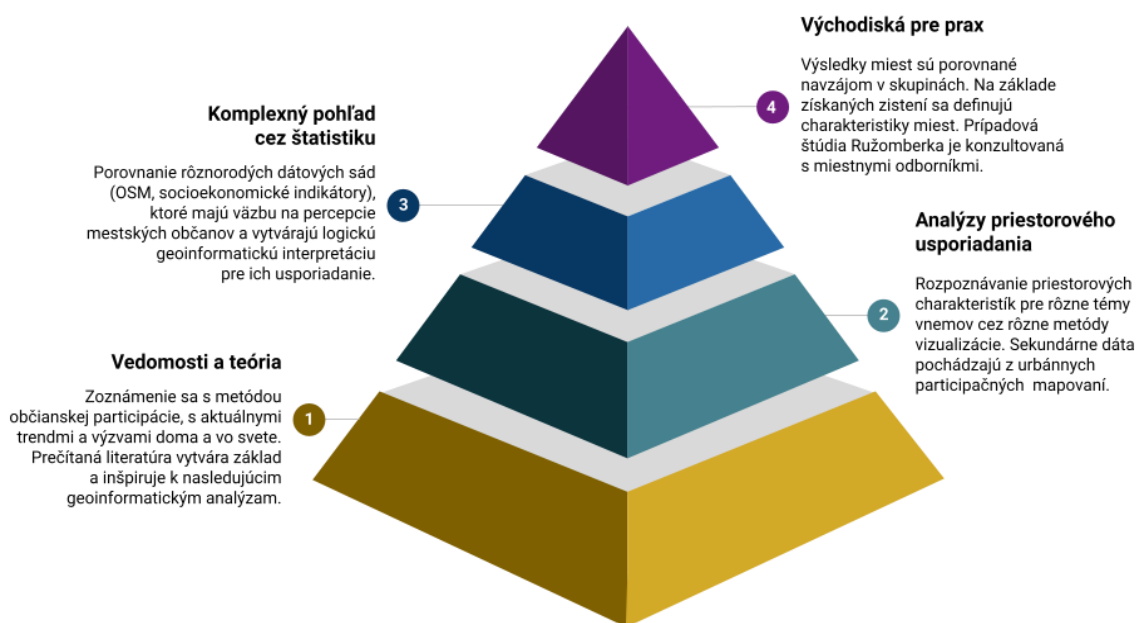 Východiská pre prax
Výsledky miest sú porovnané
navzájom v skupinách. Na základe
získaných zistení sa definujú
charakteristiky miest. Prípadová
štúdia Ružomberka je konzultovaná
s miestnymi odborníkmi.
4
Komplexný pohľad
cez štatistiku
Porovnanie rôznorodých dátových sád
(OSM, socioekonomické indikátory),
ktoré majú väzbu na percepcie
mestských občanov a vytvárajú logickú
geoinformatickú interpretáciu
pre ich usporiadanie.
3
Analýzy priestorového
usporiadania
Rozpoznávanie priestorových
charakteristík pre rôzne témy
vnemov cez rôzne metódy
vizualizácie. Sekundárne dáta
pochádzajú z urbánnych
participačných mapovaní.
2
Vedomosti a teória
Zoznámenie sa s metódou
občianskej participácie, s aktuálnymi
trendmi a výzvami doma a vo svete.
Prečítaná literatúra vytvára základ
a inšpiruje k nasledujúcim
geoinformatickým analýzam.
1